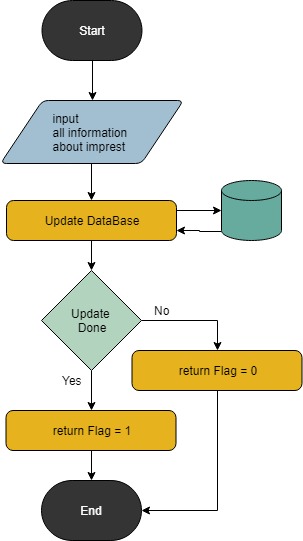 Start
input
all information
about imprest
Update DataBase
Update
Done
No
Yes
return Flag = 0
return Flag = 1
End